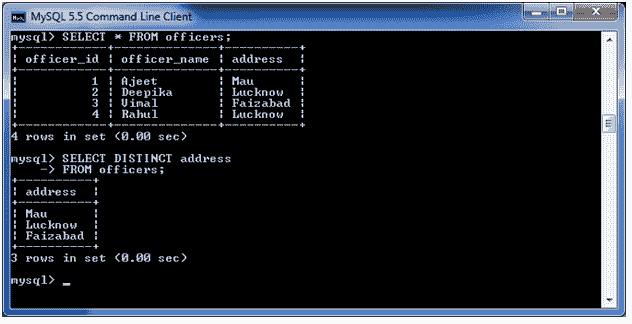 MySQL 5.5 Command Line Client
mysql> SELECT * FROM officers;
+------------+--------------+----------+
| officer_id | officer_name | address  |
+------------+--------------+----------+
|          1 | Ajeet        | Mau      |
|          2 | Deepika      | Lucknow  |
|          3 | Vimal        | Faizabad |
|          4 | Rahul        | Lucknow  |
+------------+--------------+----------+
4 rows in set (0.00 sec)
mysql> SELECT DISTINCT address
    -> FROM officers;
+----------+
| address  |
+----------+
| Mau      |
| Lucknow  |
| Faizabad |
+----------+
3 rows in set (0.00 sec)
mysql> _